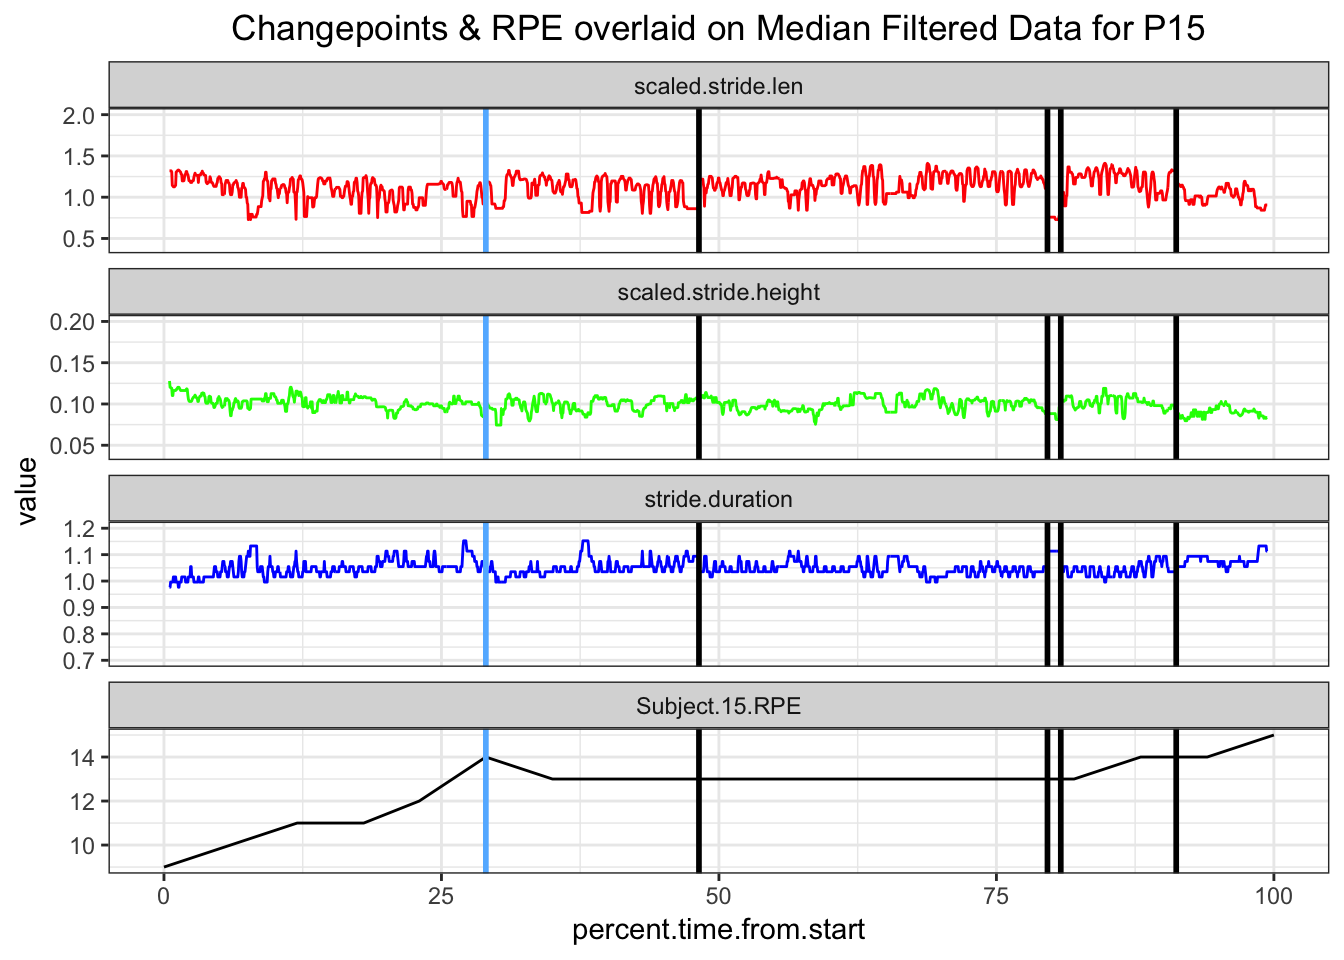 Changepoints & RPE overlaid on Median Filtered Data for P15
scaled.stride.len
2.0
1.5
1.0
0.5
scaled.stride.height
0.20
0.15
0.10
0.05
value
stride.duration
1.2
1.1
1.0
0.9
0.8
0.7
Subject.15.RPE
14
12
10
0 25 50 75 100
percent.time.from.start